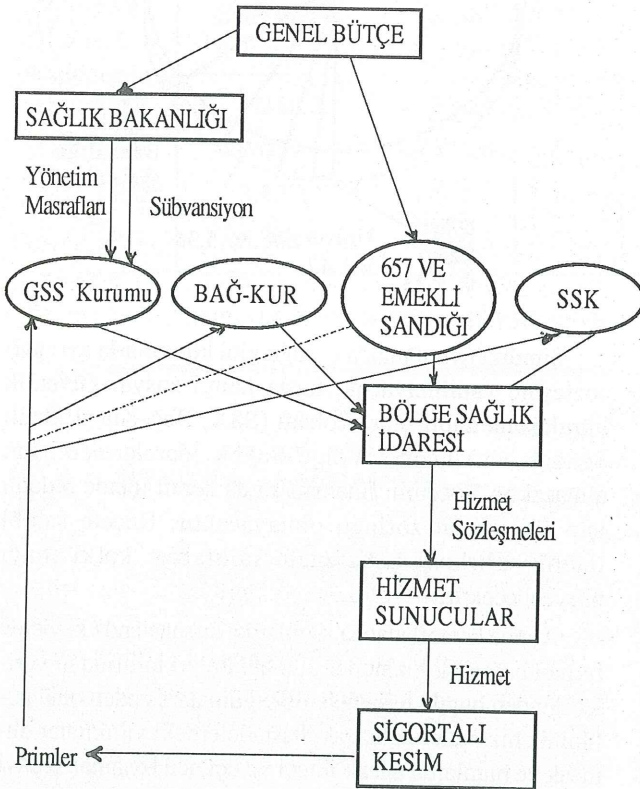 GENEL BÜTÇE
SAĞLIK BAKANLIĞI
Yönetim
Masrafları
Sübvansiyon
GSS Kurumu
BAĞ-KUR
657 VE
EMEKLİ
SANDIĞI
SSK
BÖLGE SAĞLIK
İDARESİ
Hizmet
Sözleşmeleri
HİZMET
SUNUCULAR
Hizmet
SİGORTALI
KESİM
Primler